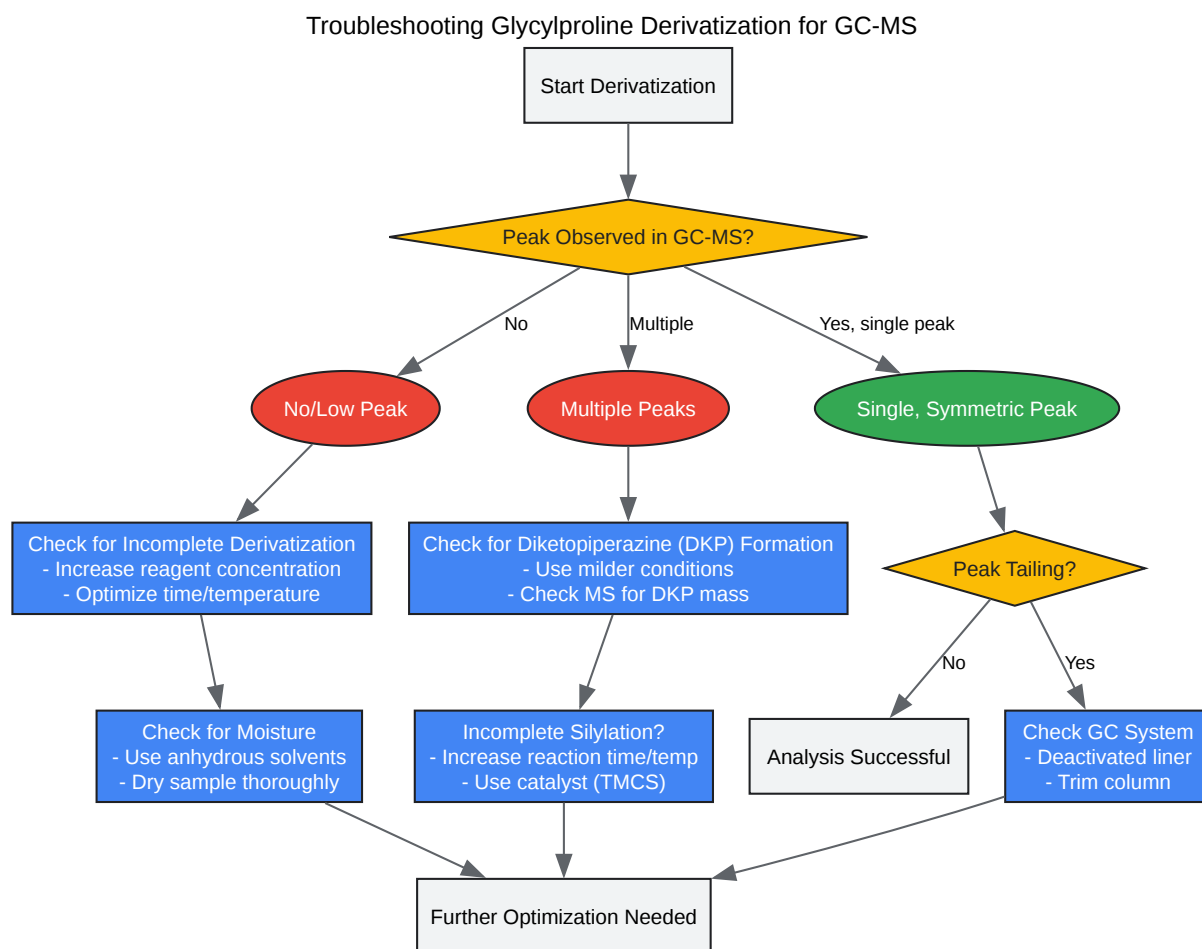 Troubleshooting Glycylproline Derivatization for GC-MS
Start Derivatization
Peak Observed in GC-MS?
No
Multiple
Yes, single peak
No/Low Peak
Multiple Peaks
Single, Symmetric Peak
Check for Incomplete Derivatization
- Increase reagent concentration
- Optimize time/temperature
Check for Diketopiperazine (DKP) Formation
- Use milder conditions
- Check MS for DKP mass
Peak Tailing?
No
Yes
Check for Moisture
- Use anhydrous solvents
- Dry sample thoroughly
Incomplete Silylation?
- Increase reaction time/temp
- Use catalyst (TMCS)
Analysis Successful
Check GC System
- Deactivated liner
- Trim column
Further Optimization Needed